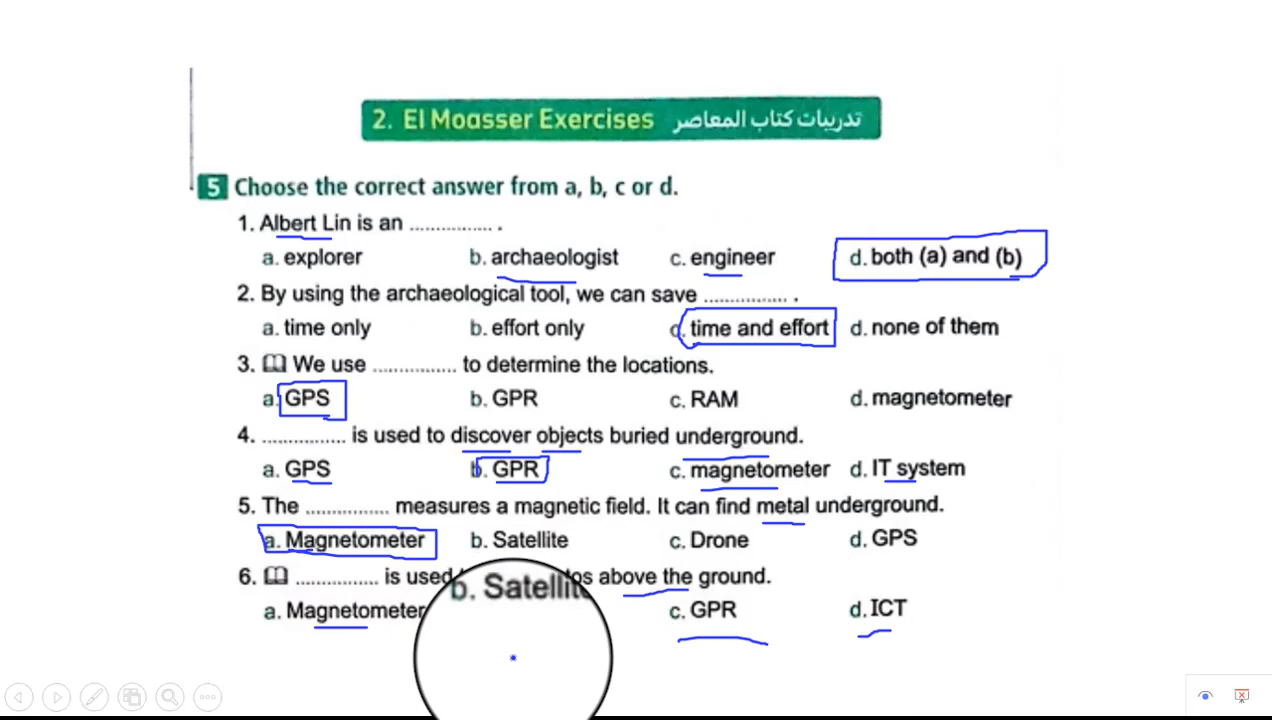 2. El Moasser Exercises تدريبات كتاب المعاصر
5 Choose the correct answer from a, b, c or d.
1. Albert Lin is an ................ .
a. explorer b. archaeologist c. engineer d. both (a) and (b)
2. By using the archaeological tool, we can save ................ .
a. time only b. effort only c. time and effort d. none of them
3. We use ................ to determine the locations.
a. GPS b. GPR c. RAM d. magnetometer
4. ................ is used to discover objects buried underground.
a. GPS b. GPR c. magnetometer d. IT system
5. The ................ measures a magnetic field. It can find metal underground.
a. Magnetometer b. Satellite c. Drone d. GPS
6. ................ is used above the ground.
a. Magnetometer b. Satellite c. GPR d. ICT